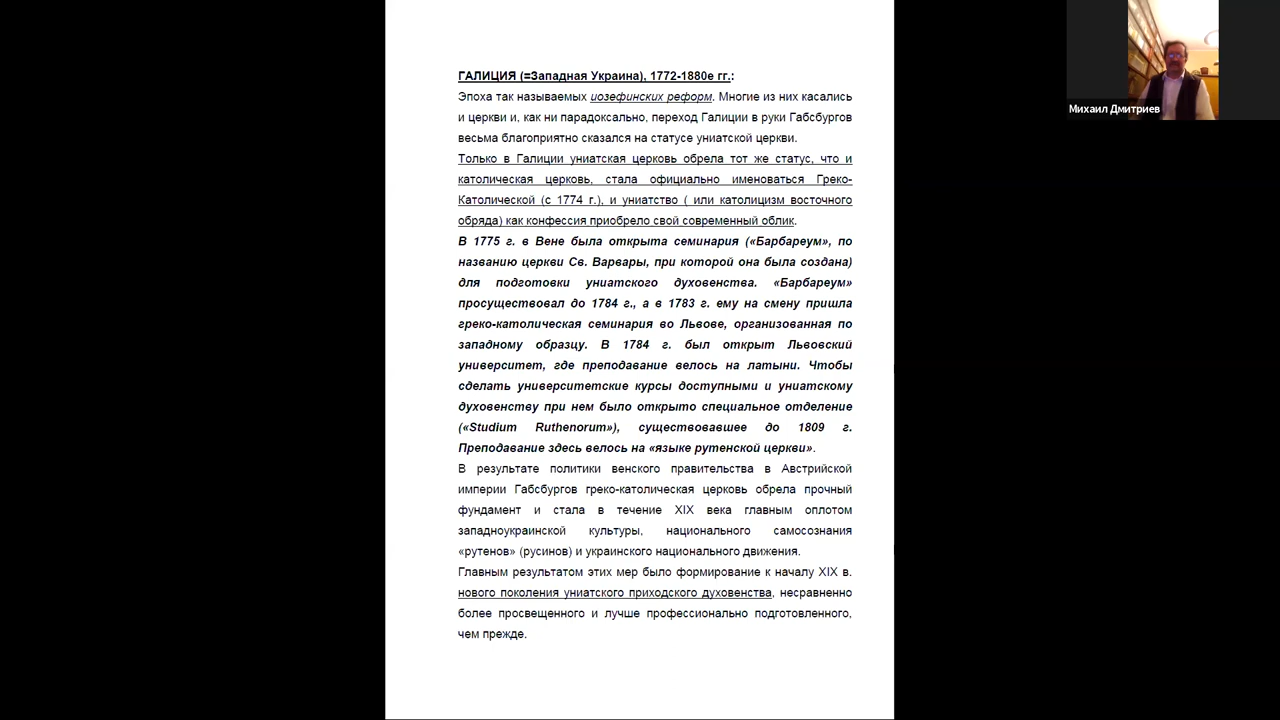 ГАЛИЦИЯ (=Западная Украина), 1772-1880е гг.:
Эпоха так называемых иозефинских реформ. Многие из них касались
и церкви и, как ни парадоксально, переход Галиции в руки Габсбургов
весьма благоприятно сказался на статусе униатской церкви.
Только в Галиции униатская церковь обрела тот же статус, что и
католическая церковь, стала официально именоваться Греко-
Католической (с 1774 г.), и униатство ( или католицизм восточного
обряда) как конфессия приобрело свой современный облик.
В 1775 г. в Вене была открыта семинария («Барбареум», по
названию церкви Св. Варвары, при которой она была создана)
для подготовки униатского духовенства. «Барбареум»
просуществовал до 1784 г., а в 1783 г. ему на смену пришла
греко-католическая семинария во Львове, организованная по
западному образцу. В 1784 г. был открыт Львовский
университет, где преподавание велось на латыни. Чтобы
сделать университетские курсы доступными и униатскому
духовенству при нем было открыто специальное отделение
(«Studium Ruthenorum»), существовавшее до 1809 г.
Преподавание здесь велось на «языке рутенской церкви».
В результате политики венского правительства в Австрийской
империи Габсбургов греко-католическая церковь обрела прочный
фундамент и стала в течение XIX века главным оплотом
западноукраинской культуры, национального самосознания
«рутенов» (русинов) и украинского национального движения.
Главным результатом этих мер было формирование к началу XIX в.
нового поколения униатского приходского духовенства, несравненно
более просвещенного и лучше профессионально подготовленного,
чем прежде.
Михаил Дмитриев